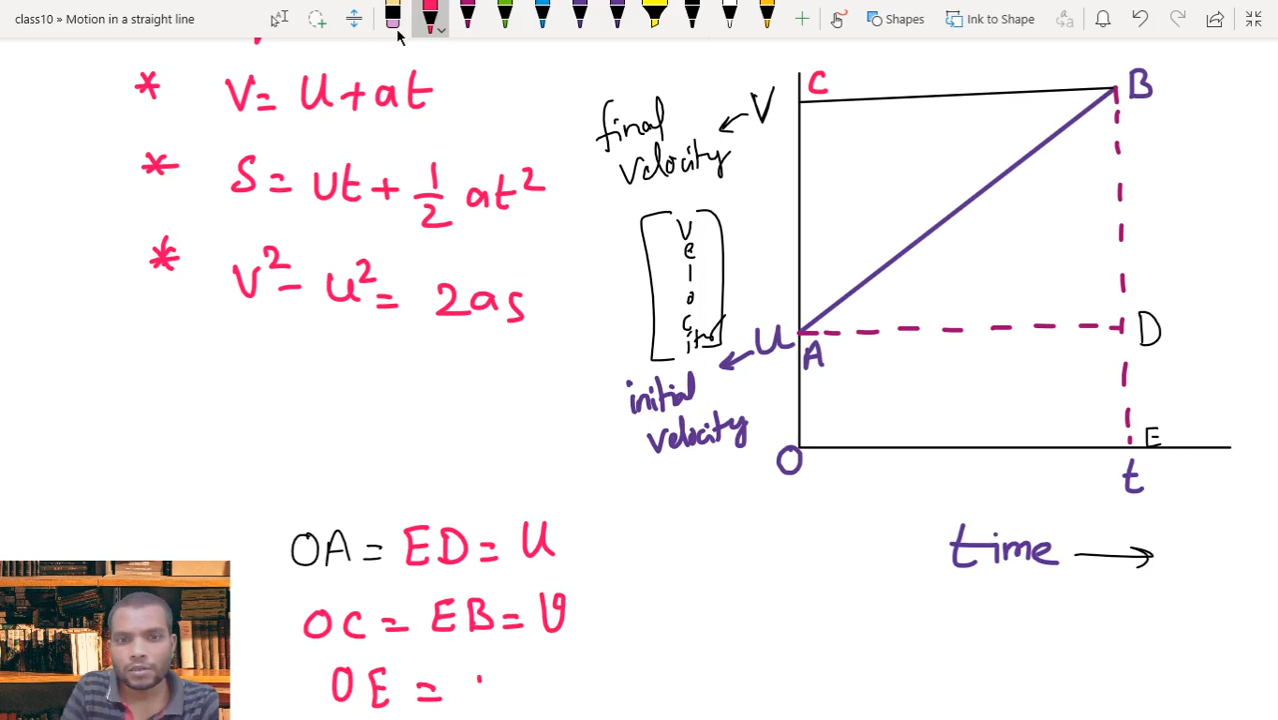 class10 » Motion in a straight line
Shapes
Ink to Shape
* V= U+at
* S= Ut+ 1/2 at²
* V²- U²= 2as
final velocity
V
C
B
Velocity
U
A
D
initial velocity
O
E
t
time
OA = ED = U
OC = EB = V
OE =